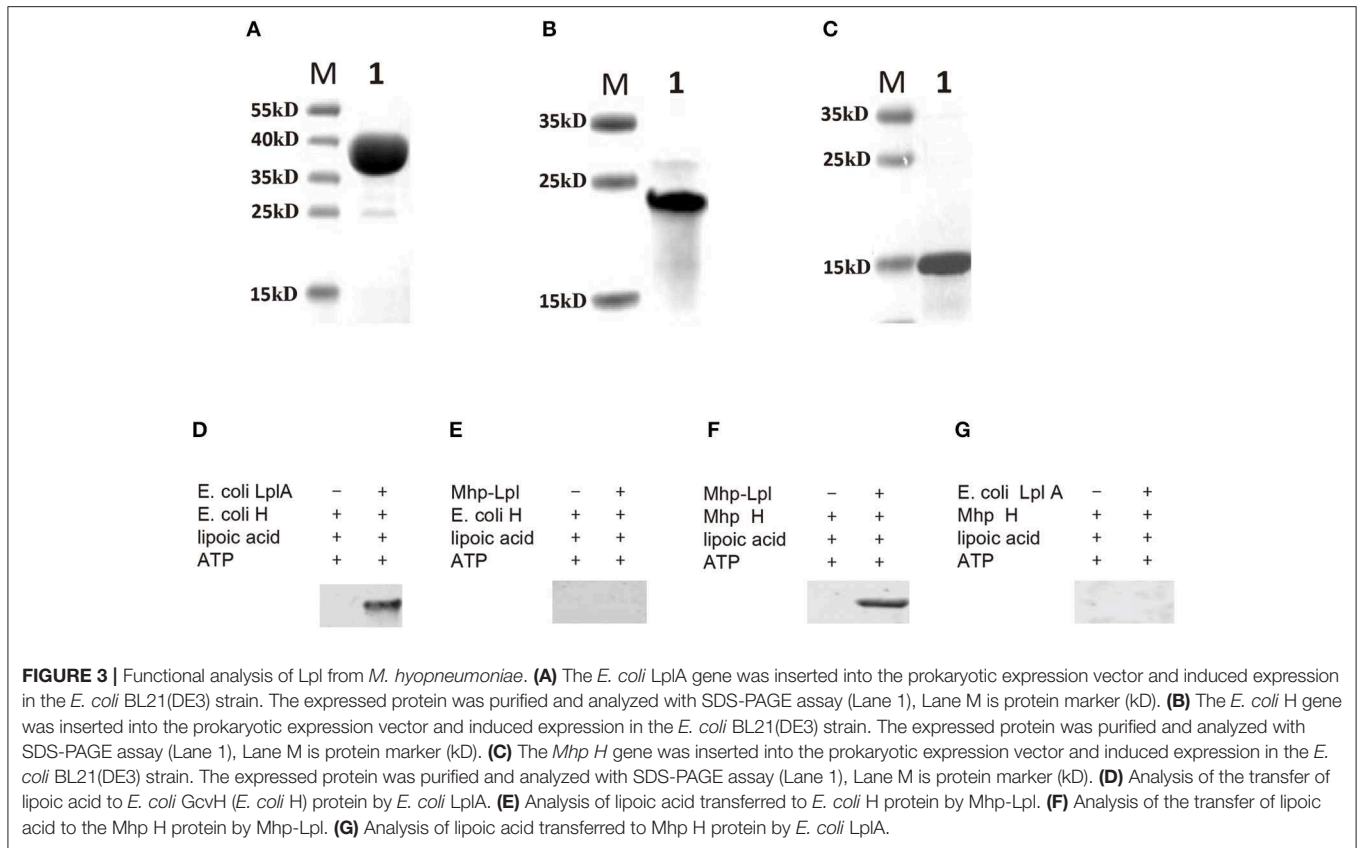 A
B
C
M 1
55kD
40kD
35kD
25kD
15kD
M 1
35kD
25kD
15kD
M 1
35kD
25kD
15kD
D
E. coli LplA – +
E. coli H + +
lipoic acid + +
ATP + +
E
Mhp-Lpl – +
E. coli H + +
lipoic acid + +
ATP + +
F
Mhp-Lpl – +
Mhp H + +
lipoic acid + +
ATP + +
G
E. coli Lpl A – +
Mhp H + +
lipoic acid + +
ATP + +
FIGURE 3 | Functional analysis of Lpl from M. hyopneumoniae. (A) The E. coli LplA gene was inserted into the prokaryotic expression vector and induced expression
in the E. coli BL21(DE3) strain. The expressed protein was purified and analyzed with SDS-PAGE assay (Lane 1), Lane M is protein marker (kD). (B) The E. coli H gene
was inserted into the prokaryotic expression vector and induced expression in the E. coli BL21(DE3) strain. The expressed protein was purified and analyzed with
SDS-PAGE assay (Lane 1), Lane M is protein marker (kD). (C) The Mhp H gene was inserted into the prokaryotic expression vector and induced expression in the E.
coli BL21(DE3) strain. The expressed protein was purified and analyzed with SDS-PAGE assay (Lane 1), Lane M is protein marker (kD). (D) Analysis of the transfer of
lipoic acid to E. coli GcvH (E. coli H) protein by E. coli LplA. (E) Analysis of lipoic acid transferred to E. coli H protein by Mhp-Lpl. (F) Analysis of the transfer of lipoic
acid to the Mhp H protein by Mhp-Lpl. (G) Analysis of lipoic acid transferred to Mhp H protein by E. coli LplA.